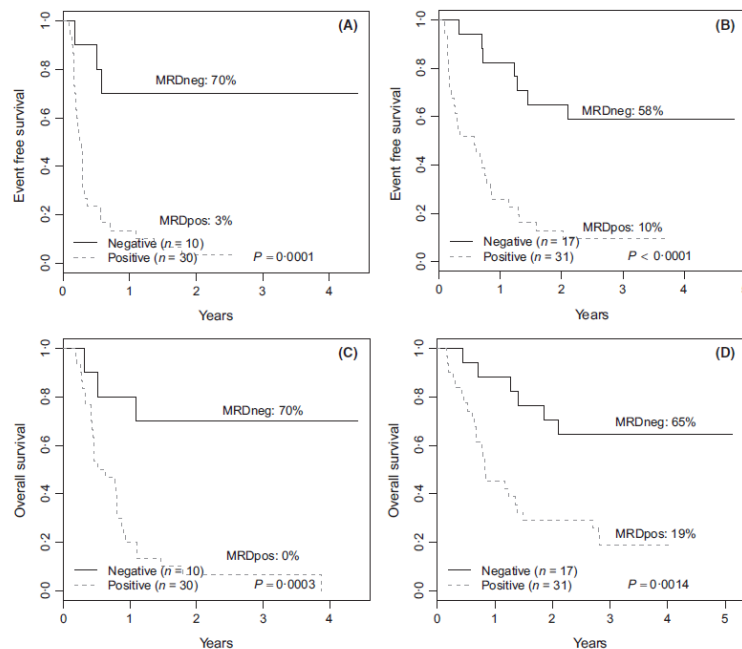 (A)
Event free survival
1·0
0·8
0·6
0·4
0·2
0·0
MRDneg: 70%
MRDpos: 3%
Negative (n = 10)
Positive (n = 30)
P = 0·0001
0 1 2 3 4
Years
(B)
Event free survival
1·0
0·8
0·6
0·4
0·2
0·0
MRDneg: 58%
MRDpos: 10%
Negative (n = 17)
Positive (n = 31)
P < 0·0001
0 1 2 3 4
Years
(C)
Overall survival
1·0
0·8
0·6
0·4
0·2
0·0
MRDneg: 70%
MRDpos: 0%
Negative (n = 10)
Positive (n = 30)
P = 0·0003
0 1 2 3 4
Years
(D)
Overall survival
1·0
0·8
0·6
0·4
0·2
0·0
MRDneg: 65%
MRDpos: 19%
Negative (n = 17)
Positive (n = 31)
P = 0·0014
0 1 2 3 4 5
Years